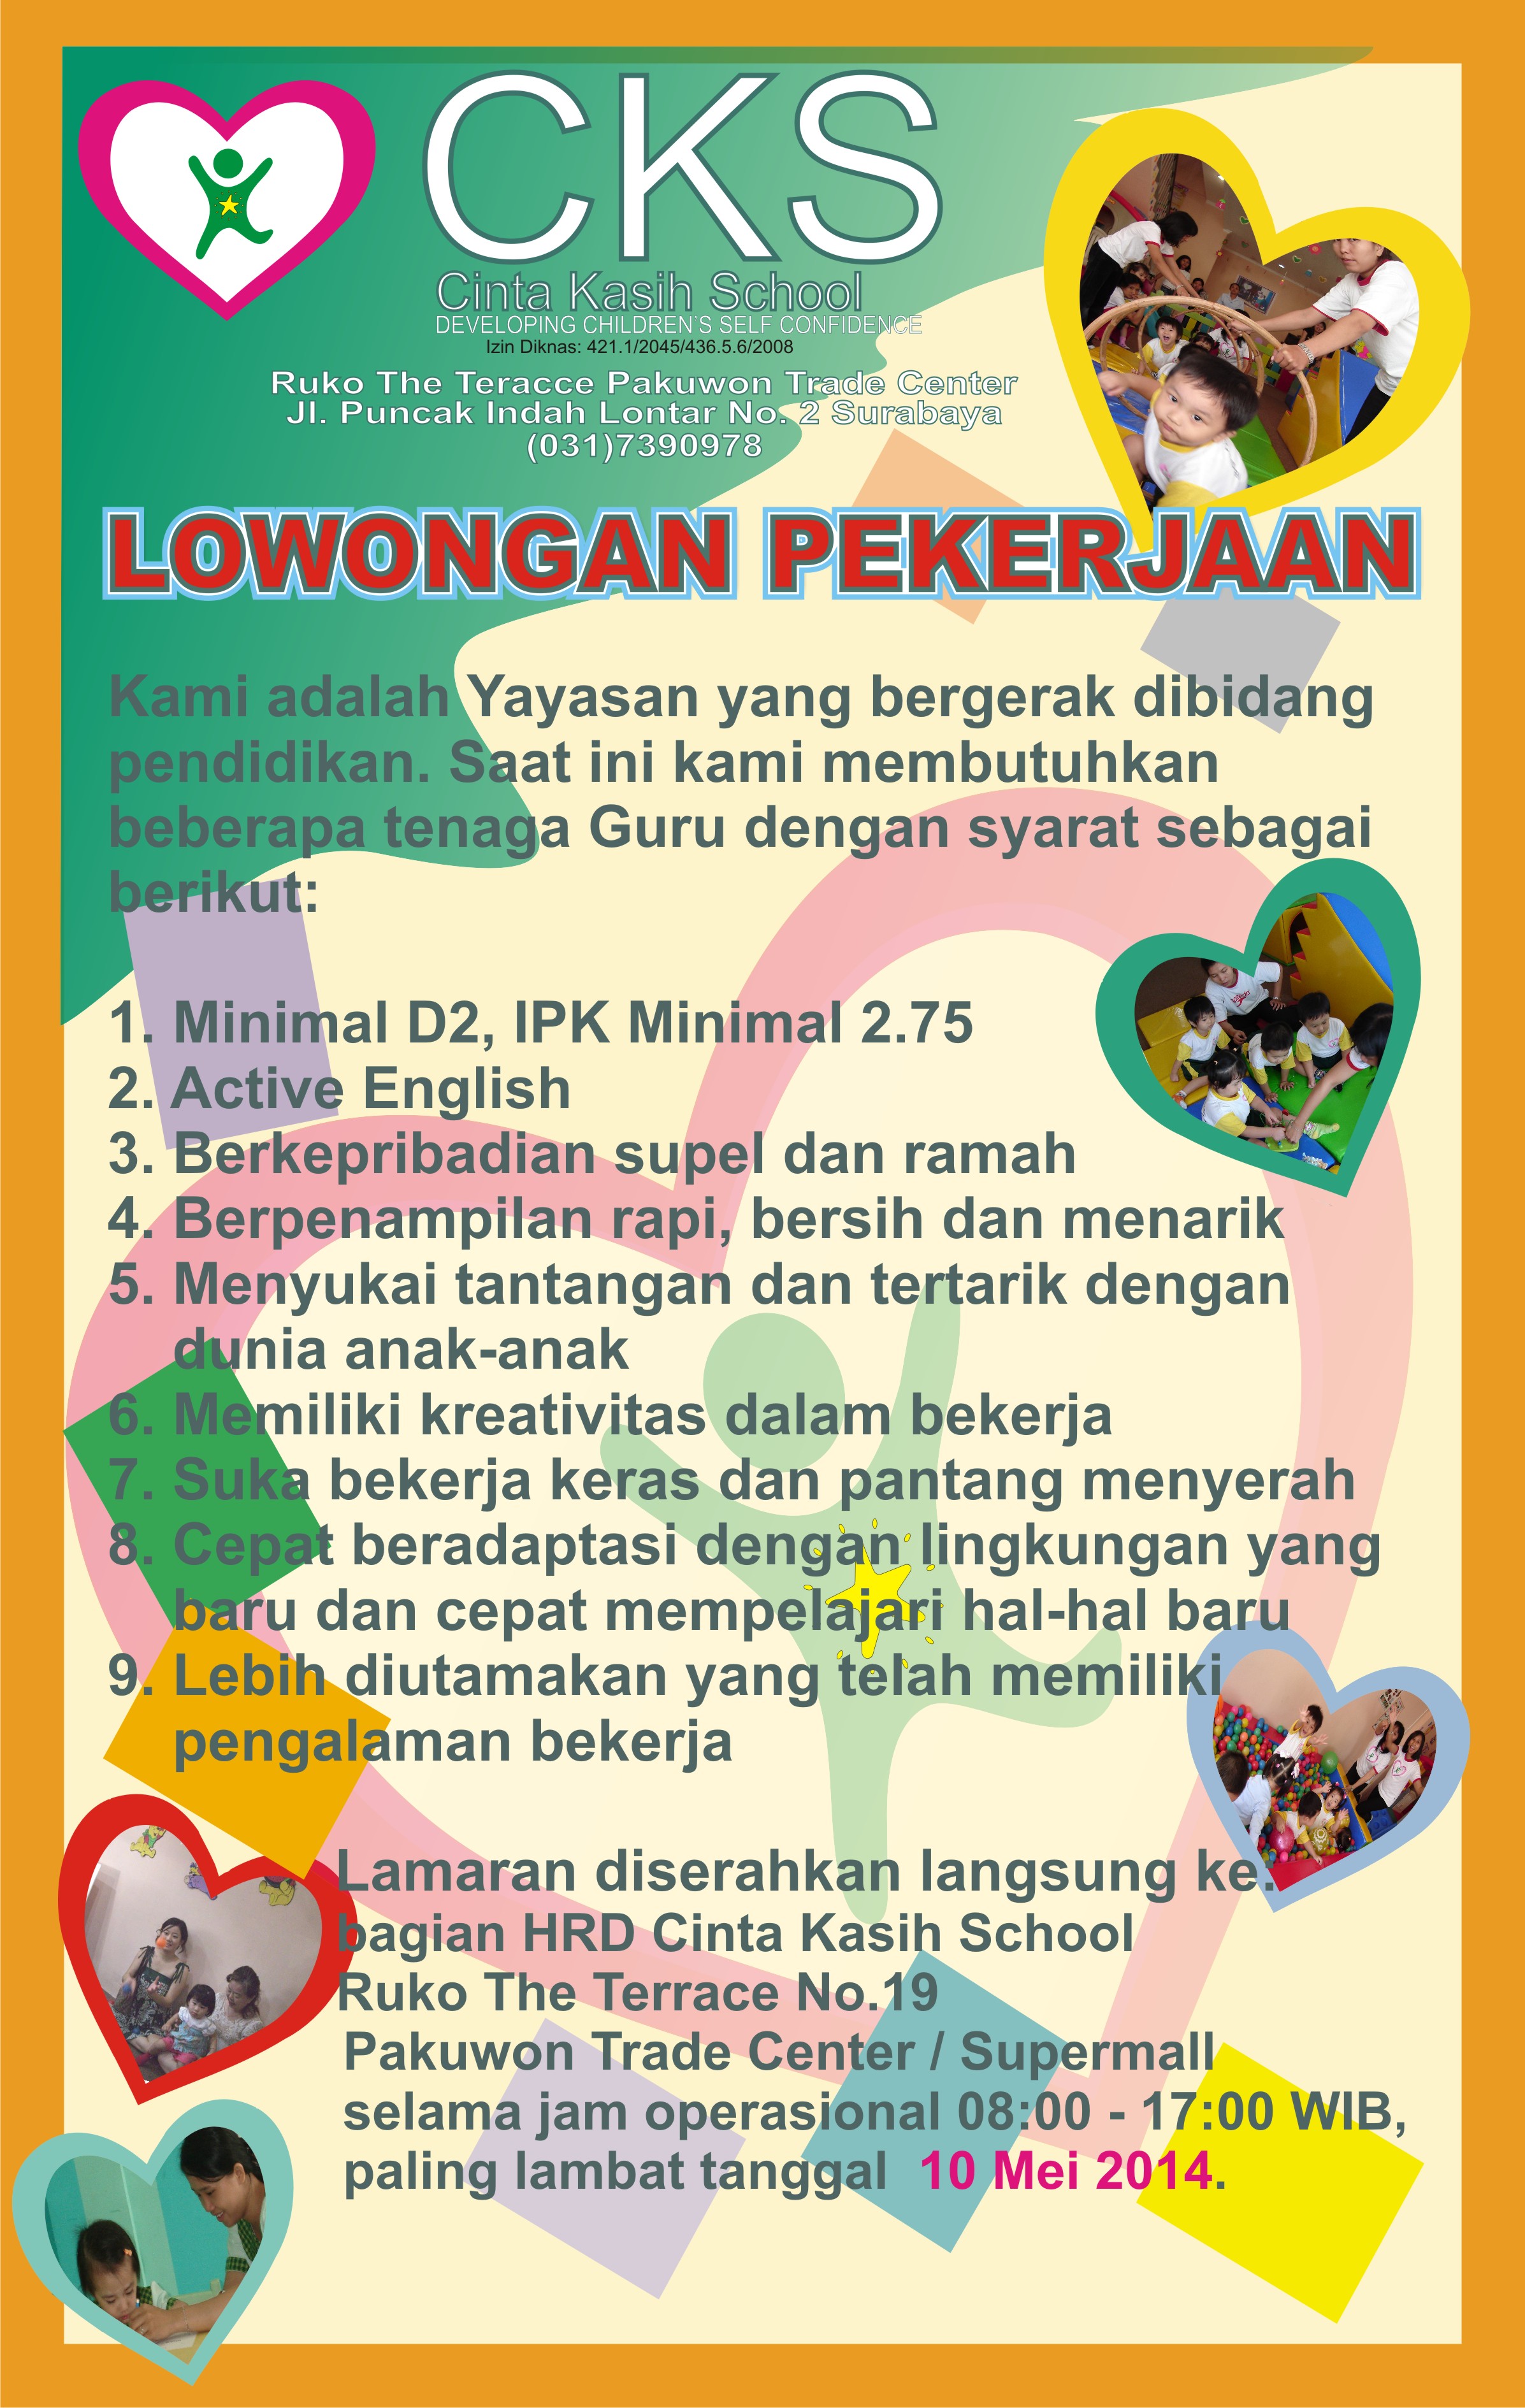 CKS
Cinta Kasih School
DEVELOPING CHILDREN'S SELF CONFIDENCE
Izin Diknas: 421.1/2045/436.5.6/2008
Ruko The Teracce Pakuwon Trade Center
Jl. Puncak Indah Lontar No. 2 Surabaya
(031)7390978
LOWONGAN PEKERJAAN
Kami adalah Yayasan yang bergerak dibidang
pendidikan. Saat ini kami membutuhkan
beberapa tenaga Guru dengan syarat sebagai
berikut:
1. Minimal D2, IPK Minimal 2.75
2. Active English
3. Berkepribadian supel dan ramah
4. Berpenampilan rapi, bersih dan menarik
5. Menyukai tantangan dan tertarik dengan
dunia anak-anak
6. Memiliki kreativitas dalam bekerja
7. Suka bekerja keras dan pantang menyerah
8. Cepat beradaptasi dengan lingkungan yang
baru dan cepat mempelajari hal-hal baru
9. Lebih diutamakan yang telah memiliki
pengalaman bekerja
Lamaran diserahkan langsung ke:
bagian HRD Cinta Kasih School
Ruko The Terrace No.19
Pakuwon Trade Center / Supermall
selama jam operasional 08:00 - 17:00 WIB,
paling lambat tanggal 10 Mei 2014.